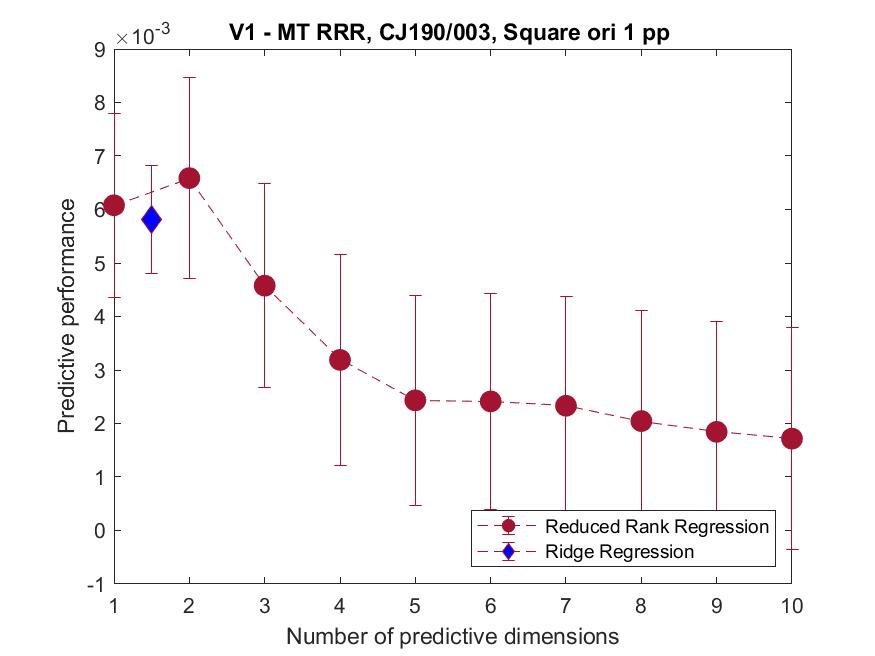 V1 - MT RRR, CJ190/003, Square ori 1 pp
×10-3
9
8
7
6
5
4
3
2
1
0
-1
Predictive performance
Reduced Rank Regression
Ridge Regression
1 2 3 4 5 6 7 8 9 10
Number of predictive dimensions